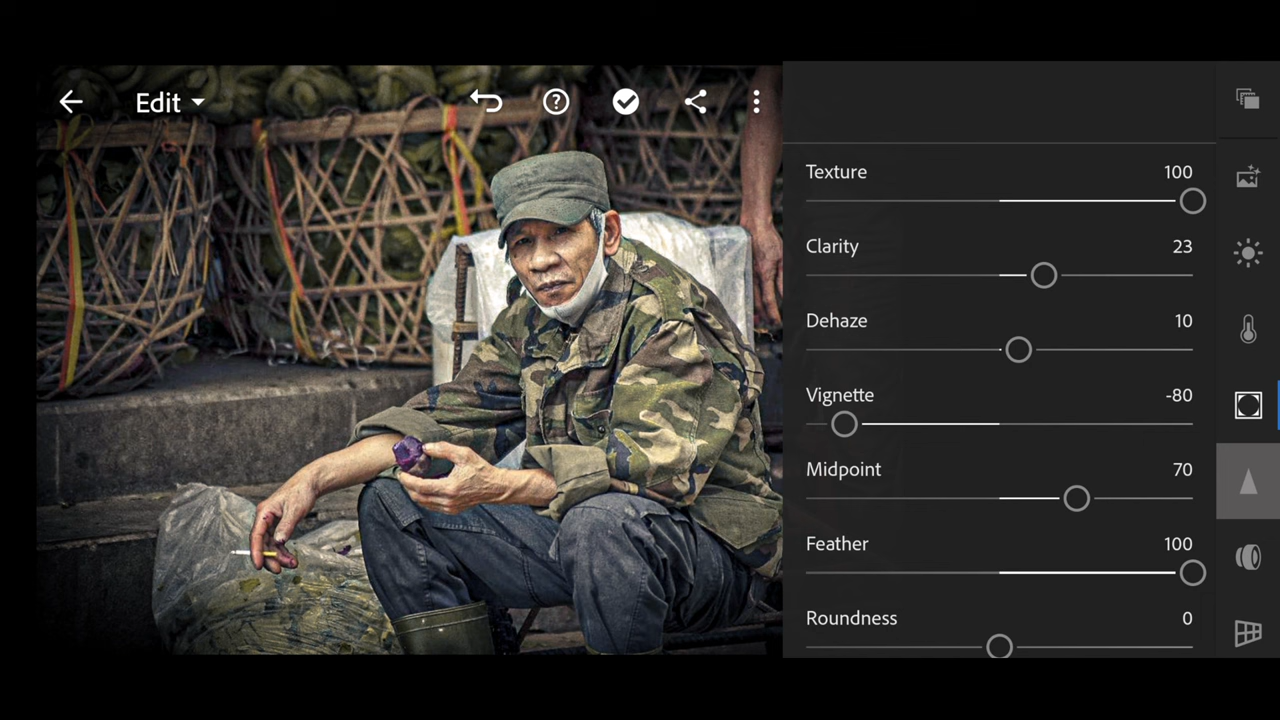 Edit
Texture 100
Clarity 23
Dehaze 10
Vignette -80
Midpoint 70
Feather 100
Roundness 0